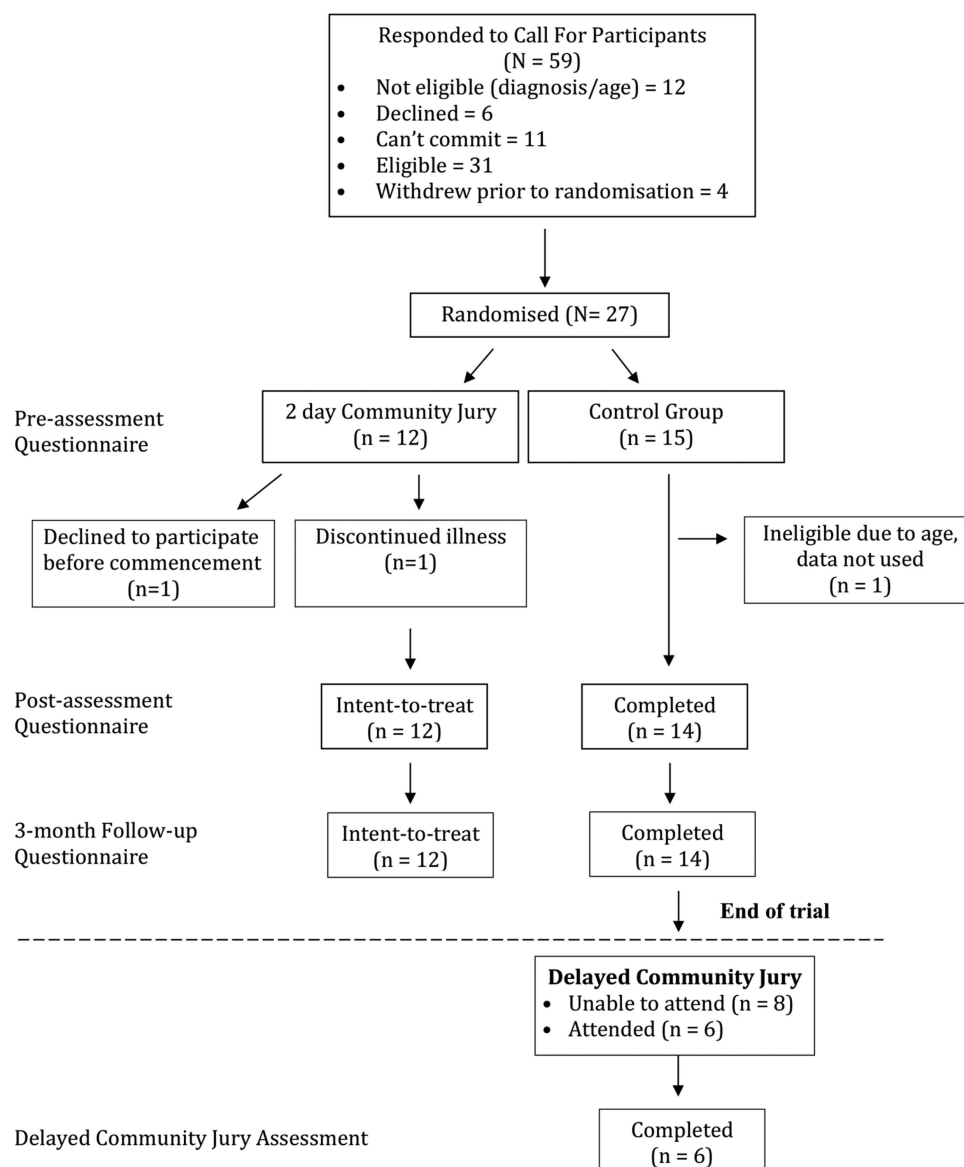 Responded to Call For Participants
(N = 59)
• Not eligible (diagnosis/age) = 12
• Declined = 6
• Can't commit = 11
• Eligible = 31
• Withdrew prior to randomisation = 4
Randomised (N= 27)
Pre-assessment
Questionnaire
2 day Community Jury
(n = 12)
Control Group
(n = 15)
Declined to participate
before commencement
(n=1)
Discontinued illness
(n=1)
Ineligible due to age,
data not used
(n = 1)
Post-assessment
Questionnaire
Intent-to-treat
(n = 12)
Completed
(n = 14)
3-month Follow-up
Questionnaire
Intent-to-treat
(n = 12)
Completed
(n = 14)
End of trial
Delayed Community Jury
• Unable to attend (n = 8)
• Attended (n = 6)
Delayed Community Jury Assessment
Completed
(n = 6)